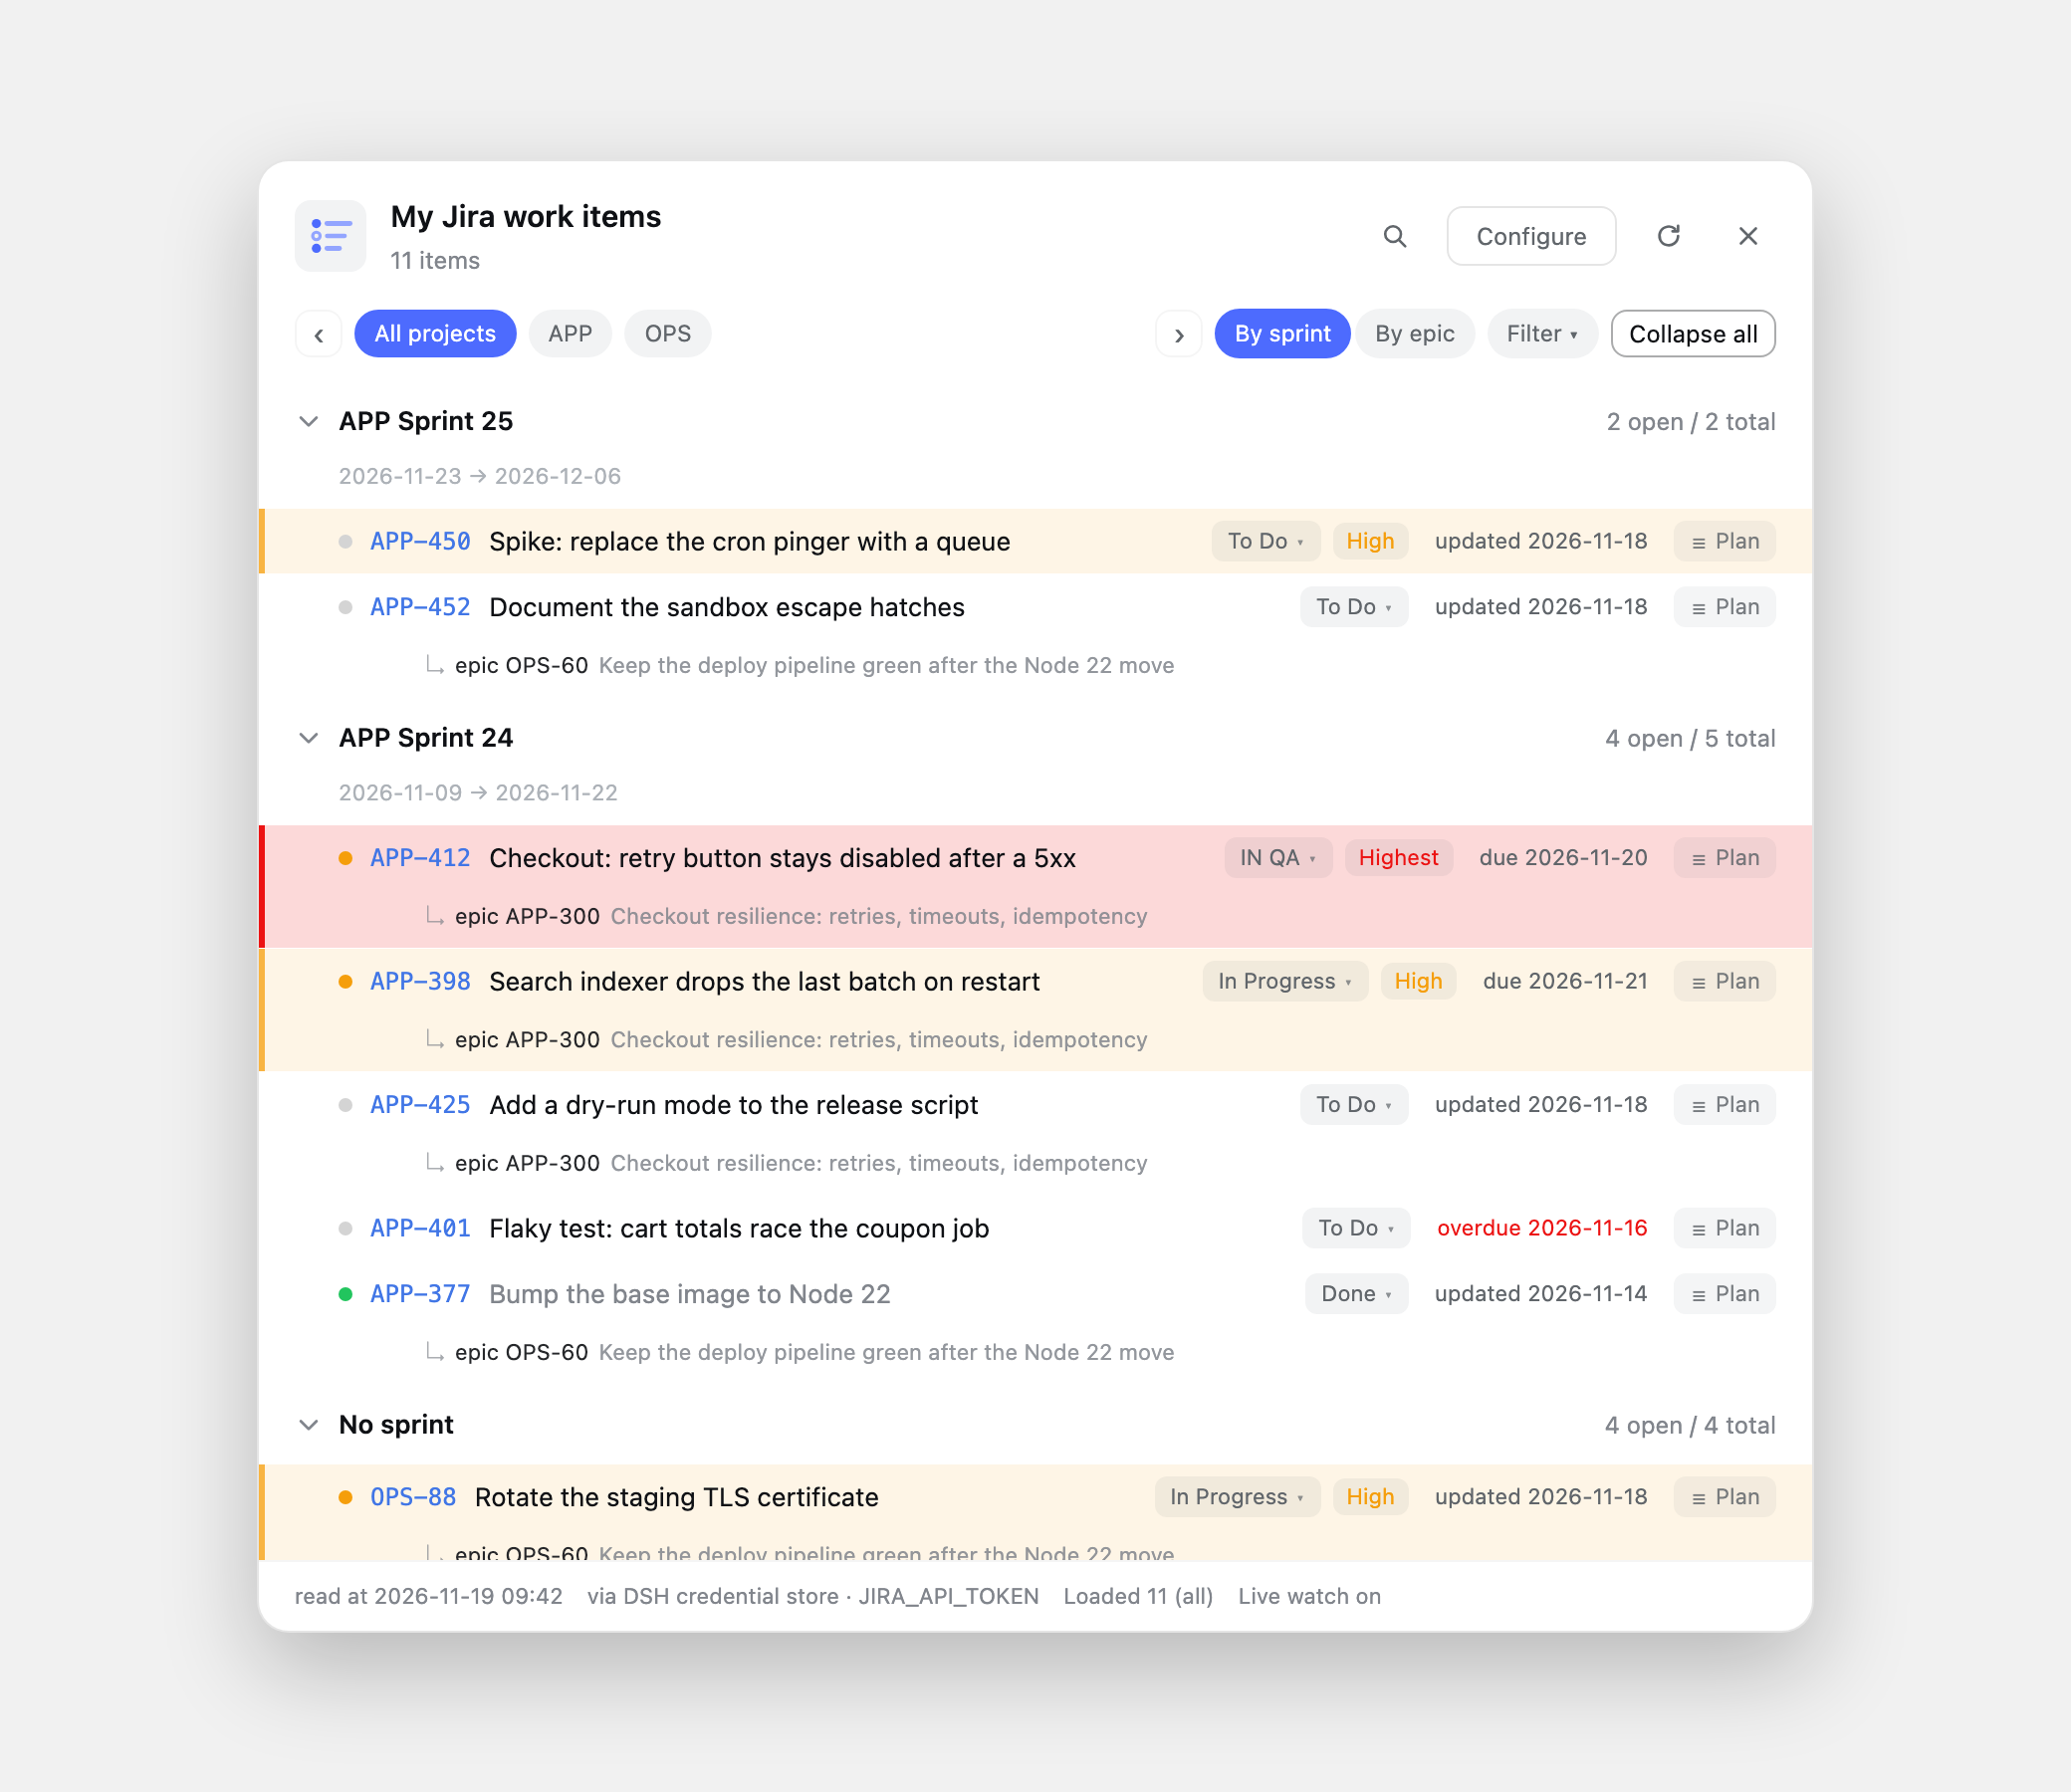 My Jira work items
11 items
Configure
‹ All projects APP OPS › By sprint By epic Filter ▾ Collapse all
APP Sprint 25 2 open / 2 total
2026-11-23 → 2026-12-06
APP-450 Spike: replace the cron pinger with a queue To Do ▾ High updated 2026-11-18 ≡ Plan
APP-452 Document the sandbox escape hatches To Do ▾ updated 2026-11-18 ≡ Plan
epic OPS-60 Keep the deploy pipeline green after the Node 22 move
APP Sprint 24 4 open / 5 total
2026-11-09 → 2026-11-22
APP-412 Checkout: retry button stays disabled after a 5xx IN QA ▾ Highest due 2026-11-20 ≡ Plan
epic APP-300 Checkout resilience: retries, timeouts, idempotency
APP-398 Search indexer drops the last batch on restart In Progress ▾ High due 2026-11-21 ≡ Plan
epic APP-300 Checkout resilience: retries, timeouts, idempotency
APP-425 Add a dry-run mode to the release script To Do ▾ updated 2026-11-18 ≡ Plan
epic APP-300 Checkout resilience: retries, timeouts, idempotency
APP-401 Flaky test: cart totals race the coupon job To Do ▾ overdue 2026-11-16 ≡ Plan
APP-377 Bump the base image to Node 22 Done ▾ updated 2026-11-14 ≡ Plan
epic OPS-60 Keep the deploy pipeline green after the Node 22 move
No sprint 4 open / 4 total
OPS-88 Rotate the staging TLS certificate In Progress ▾ High updated 2026-11-18 ≡ Plan
epic OPS-60 Keep the deploy pipeline green after the Node 22 move
read at 2026-11-19 09:42 via DSH credential store · JIRA_API_TOKEN Loaded 11 (all) Live watch on